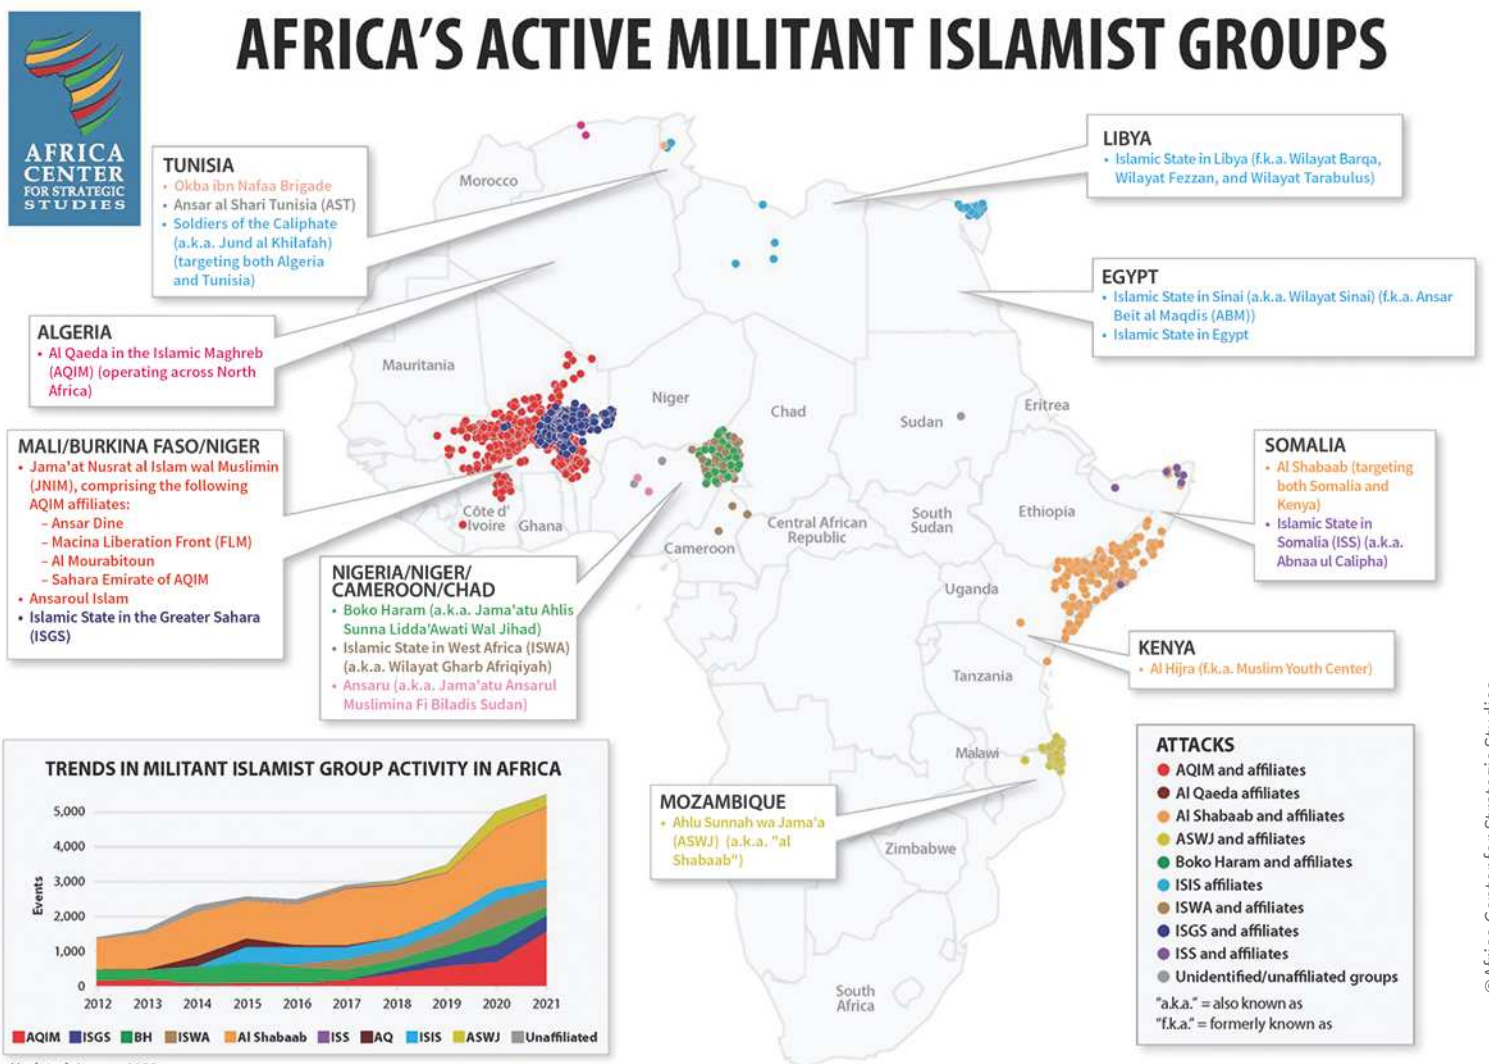 AFRICA'S ACTIVE MILITANT ISLAMIST GROUPS
AFRICA
CENTER
FOR STRATEGIC
STUDIES
TUNISIA
• Okba ibn Nafaa Brigade
• Ansar al Shari Tunisia (AST)
• Soldiers of the Caliphate
(a.k.a. Jund al Khilafah)
(targeting both Algeria
and Tunisia)
ALGERIA
• Al Qaeda in the Islamic Maghreb
(AQIM) (operating across North
Africa)
MALI/BURKINA FASO/NIGER
• Jama'at Nusrat al Islam wal Muslimin
(JNIM), comprising the following
AQIM affiliates:
– Ansar Dine
– Macina Liberation Front (FLM)
– Al Mourabitoun
– Sahara Emirate of AQIM
• Ansaroul Islam
• Islamic State in the Greater Sahara
(ISGS)
NIGERIA/NIGER/
CAMEROON/CHAD
• Boko Haram (a.k.a. Jama'atu Ahlis
Sunna Lidda'Awati Wal Jihad)
• Islamic State in West Africa (ISWA)
(a.k.a. Wilayat Gharb Afriqiyah)
• Ansaru (a.k.a. Jama'atu Ansarul
Muslimina Fi Biladis Sudan)
LIBYA
• Islamic State in Libya (f.k.a. Wilayat Barqa,
Wilayat Fezzan, and Wilayat Tarabulus)
EGYPT
• Islamic State in Sinai (a.k.a. Wilayat Sinai) (f.k.a. Ansar
Beit al Maqdis (ABM))
• Islamic State in Egypt
SOMALIA
• Al Shabaab (targeting
both Somalia and
Kenya)
• Islamic State in
Somalia (ISS) (a.k.a.
Abnaa ul Calipha)
KENYA
• Al Hijra (f.k.a. Muslim Youth Center)
MOZAMBIQUE
• Ahlu Sunnah wa Jama'a
(ASWJ) (a.k.a. "al
Shabaab")
Morocco
Mauritania
Niger
Chad
Sudan
Eritrea
Côte d'
Ivoire
Ghana
Cameroon
Central African
Republic
South
Sudan
Ethiopia
Uganda
Tanzania
Malawi
Zimbabwe
South
Africa
TRENDS IN MILITANT ISLAMIST GROUP ACTIVITY IN AFRICA
Events
5,000
4,000
3,000
2,000
1,000
0
2012 2013 2014 2015 2016 2017 2018 2019 2020 2021
AQIM ISGS BH ISWA Al Shabaab ISS AQ ISIS ASWJ Unaffiliated
ATTACKS
AQIM and affiliates
Al Qaeda affiliates
Al Shabaab and affiliates
ASWJ and affiliates
Boko Haram and affiliates
ISIS affiliates
ISWA and affiliates
ISGS and affiliates
ISS and affiliates
Unidentified/unaffiliated groups
"a.k.a." = also known as
"f.k.a." = formerly known as
©Africa Center for Strategic Studies